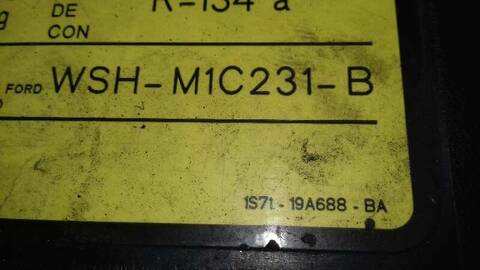 g DE R-134 a
CON
FORD WSH-M1C231-B
1S71-19A688-BA